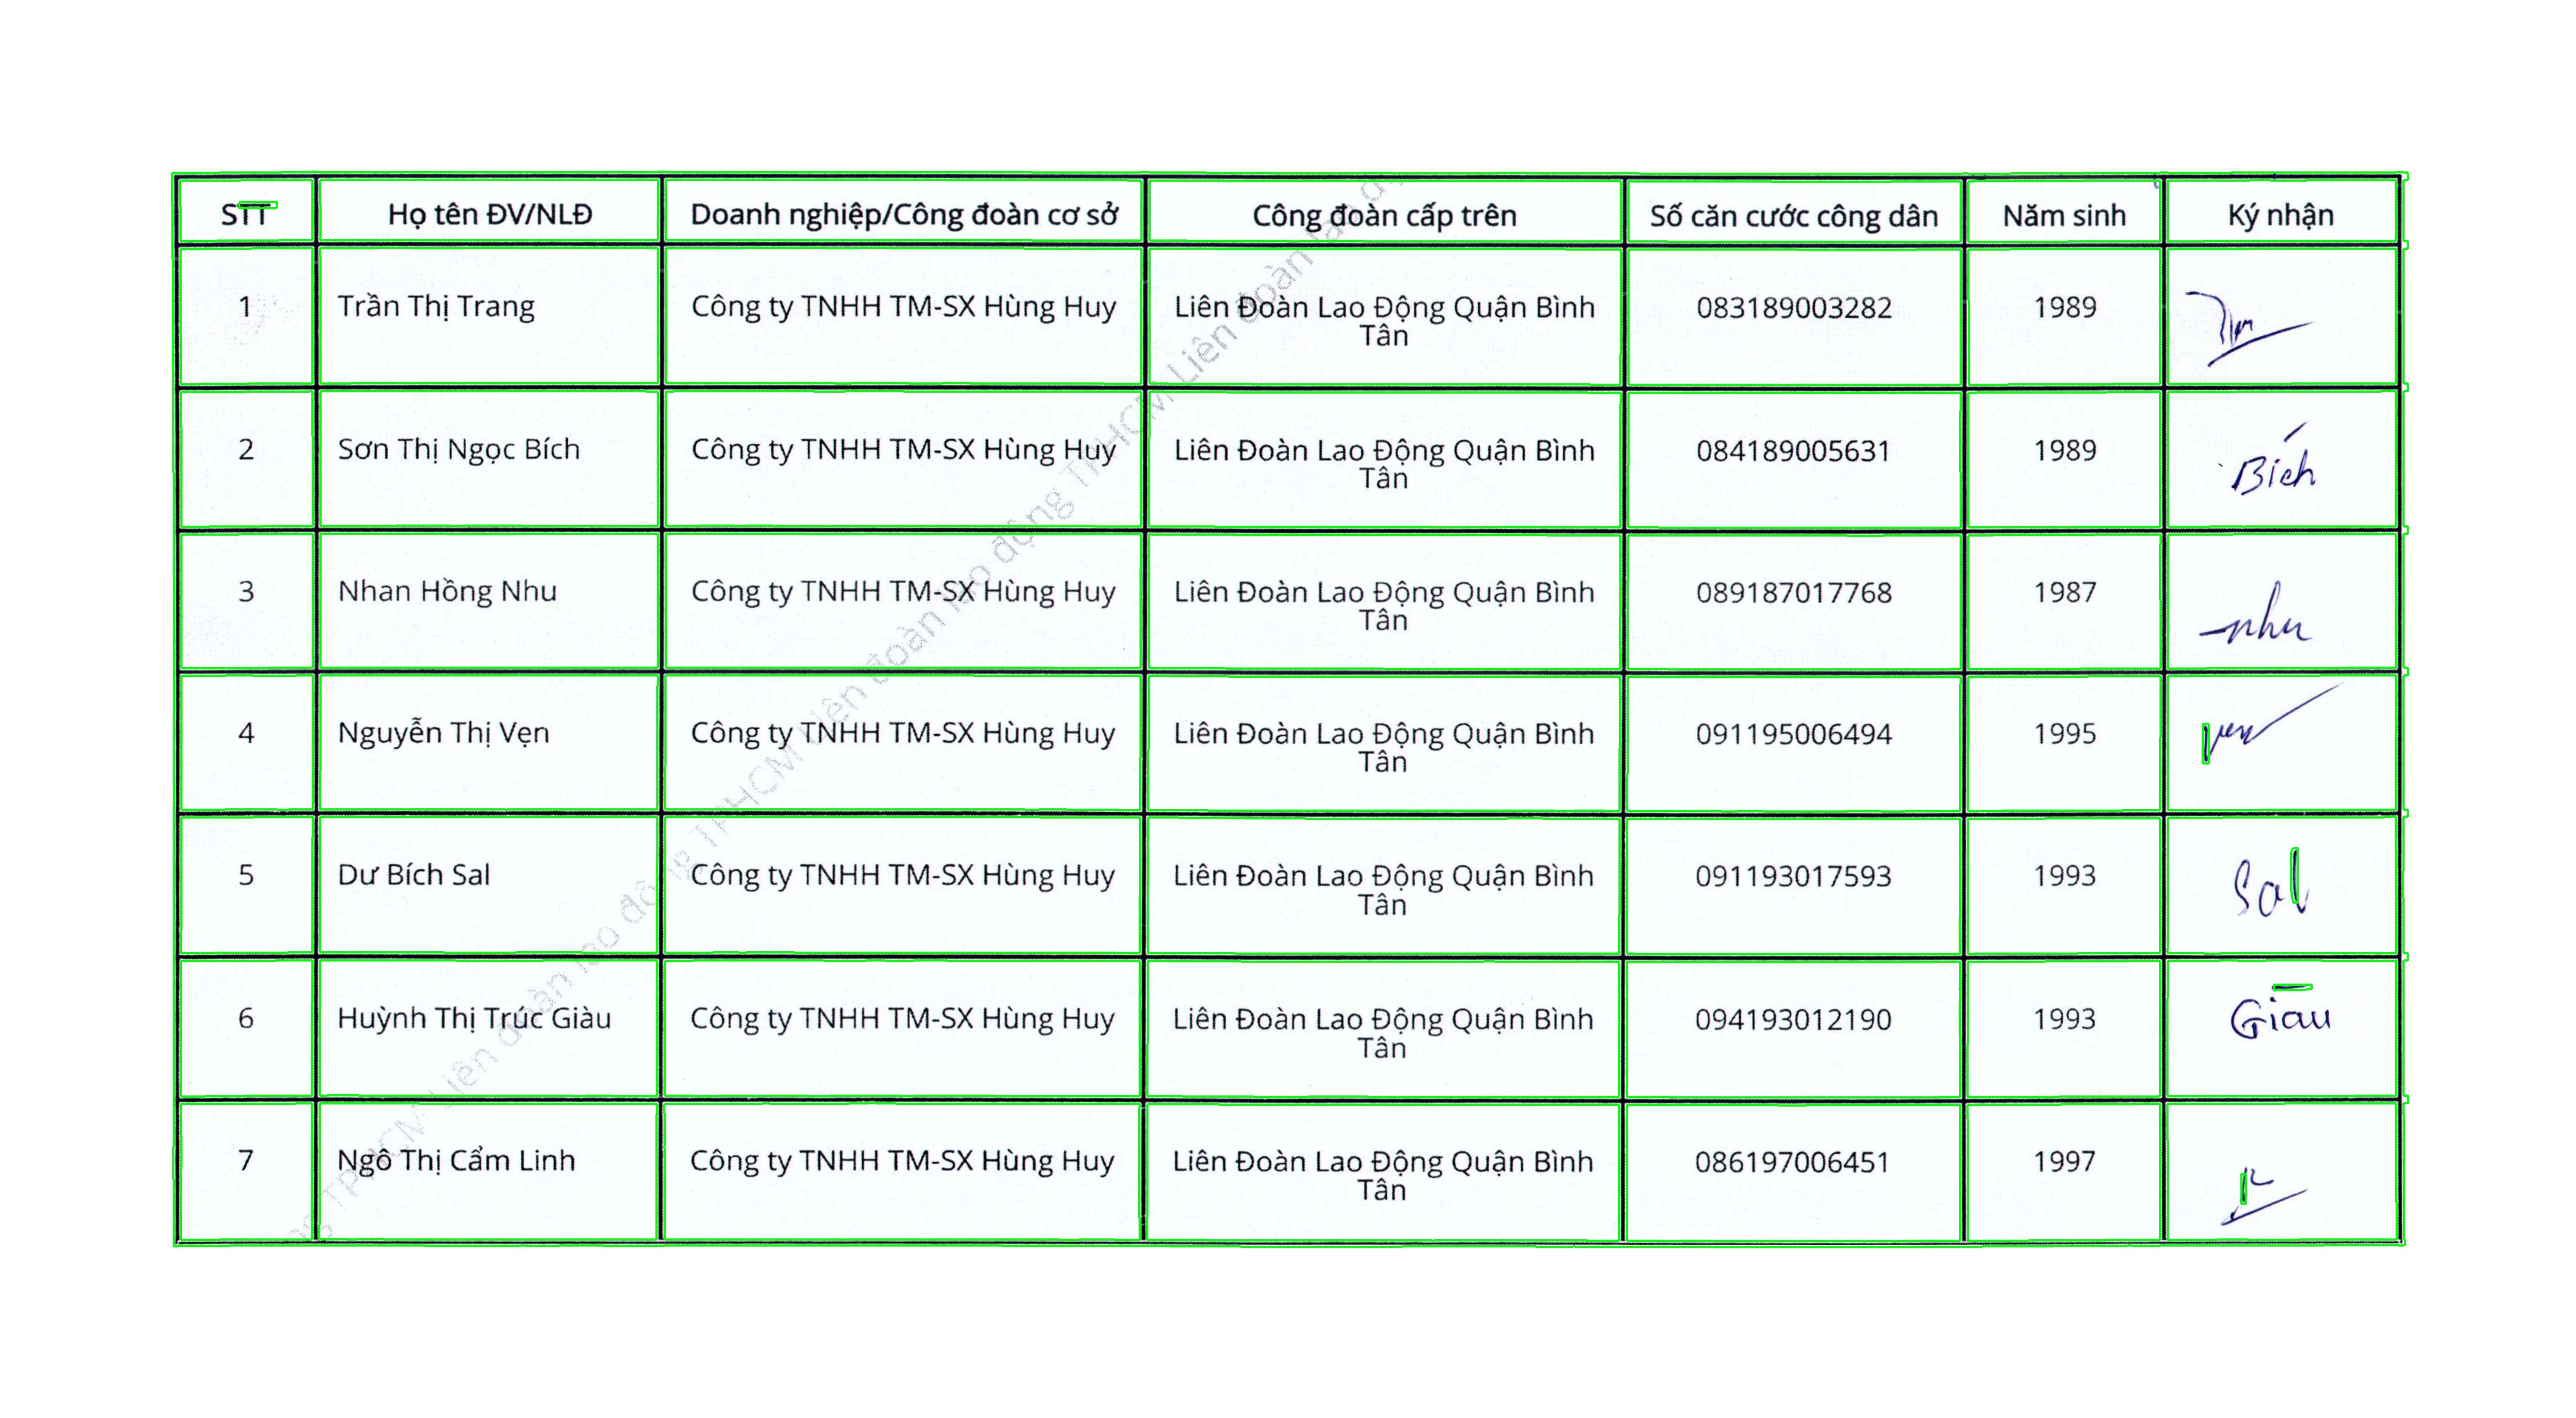 STT Họ tên ĐV/NLĐ Doanh nghiệp/Công đoàn cơ sở Công đoàn cấp trên Số căn cước công dân Năm sinh Ký nhận
1 Trần Thị Trang Công ty TNHH TM-SX Hùng Huy Liên Đoàn Lao Động Quận Bình Tân 083189003282 1989
2 Sơn Thị Ngọc Bích Công ty TNHH TM-SX Hùng Huy Liên Đoàn Lao Động Quận Bình Tân 084189005631 1989 Bích
3 Nhan Hồng Nhu Công ty TNHH TM-SX Hùng Huy Liên Đoàn Lao Động Quận Bình Tân 089187017768 1987 nhu
4 Nguyễn Thị Vẹn Công ty TNHH TM-SX Hùng Huy Liên Đoàn Lao Động Quận Bình Tân 091195006494 1995 ven
5 Dư Bích Sal Công ty TNHH TM-SX Hùng Huy Liên Đoàn Lao Động Quận Bình Tân 091193017593 1993 Sal
6 Huỳnh Thị Trúc Giàu Công ty TNHH TM-SX Hùng Huy Liên Đoàn Lao Động Quận Bình Tân 094193012190 1993 Giàu
7 Ngô Thị Cẩm Linh Công ty TNHH TM-SX Hùng Huy Liên Đoàn Lao Động Quận Bình Tân 086197006451 1997
TPHCM Liên đoàn lao động TPHCM Liên đoàn lao động TPHCM Liên đoàn lao